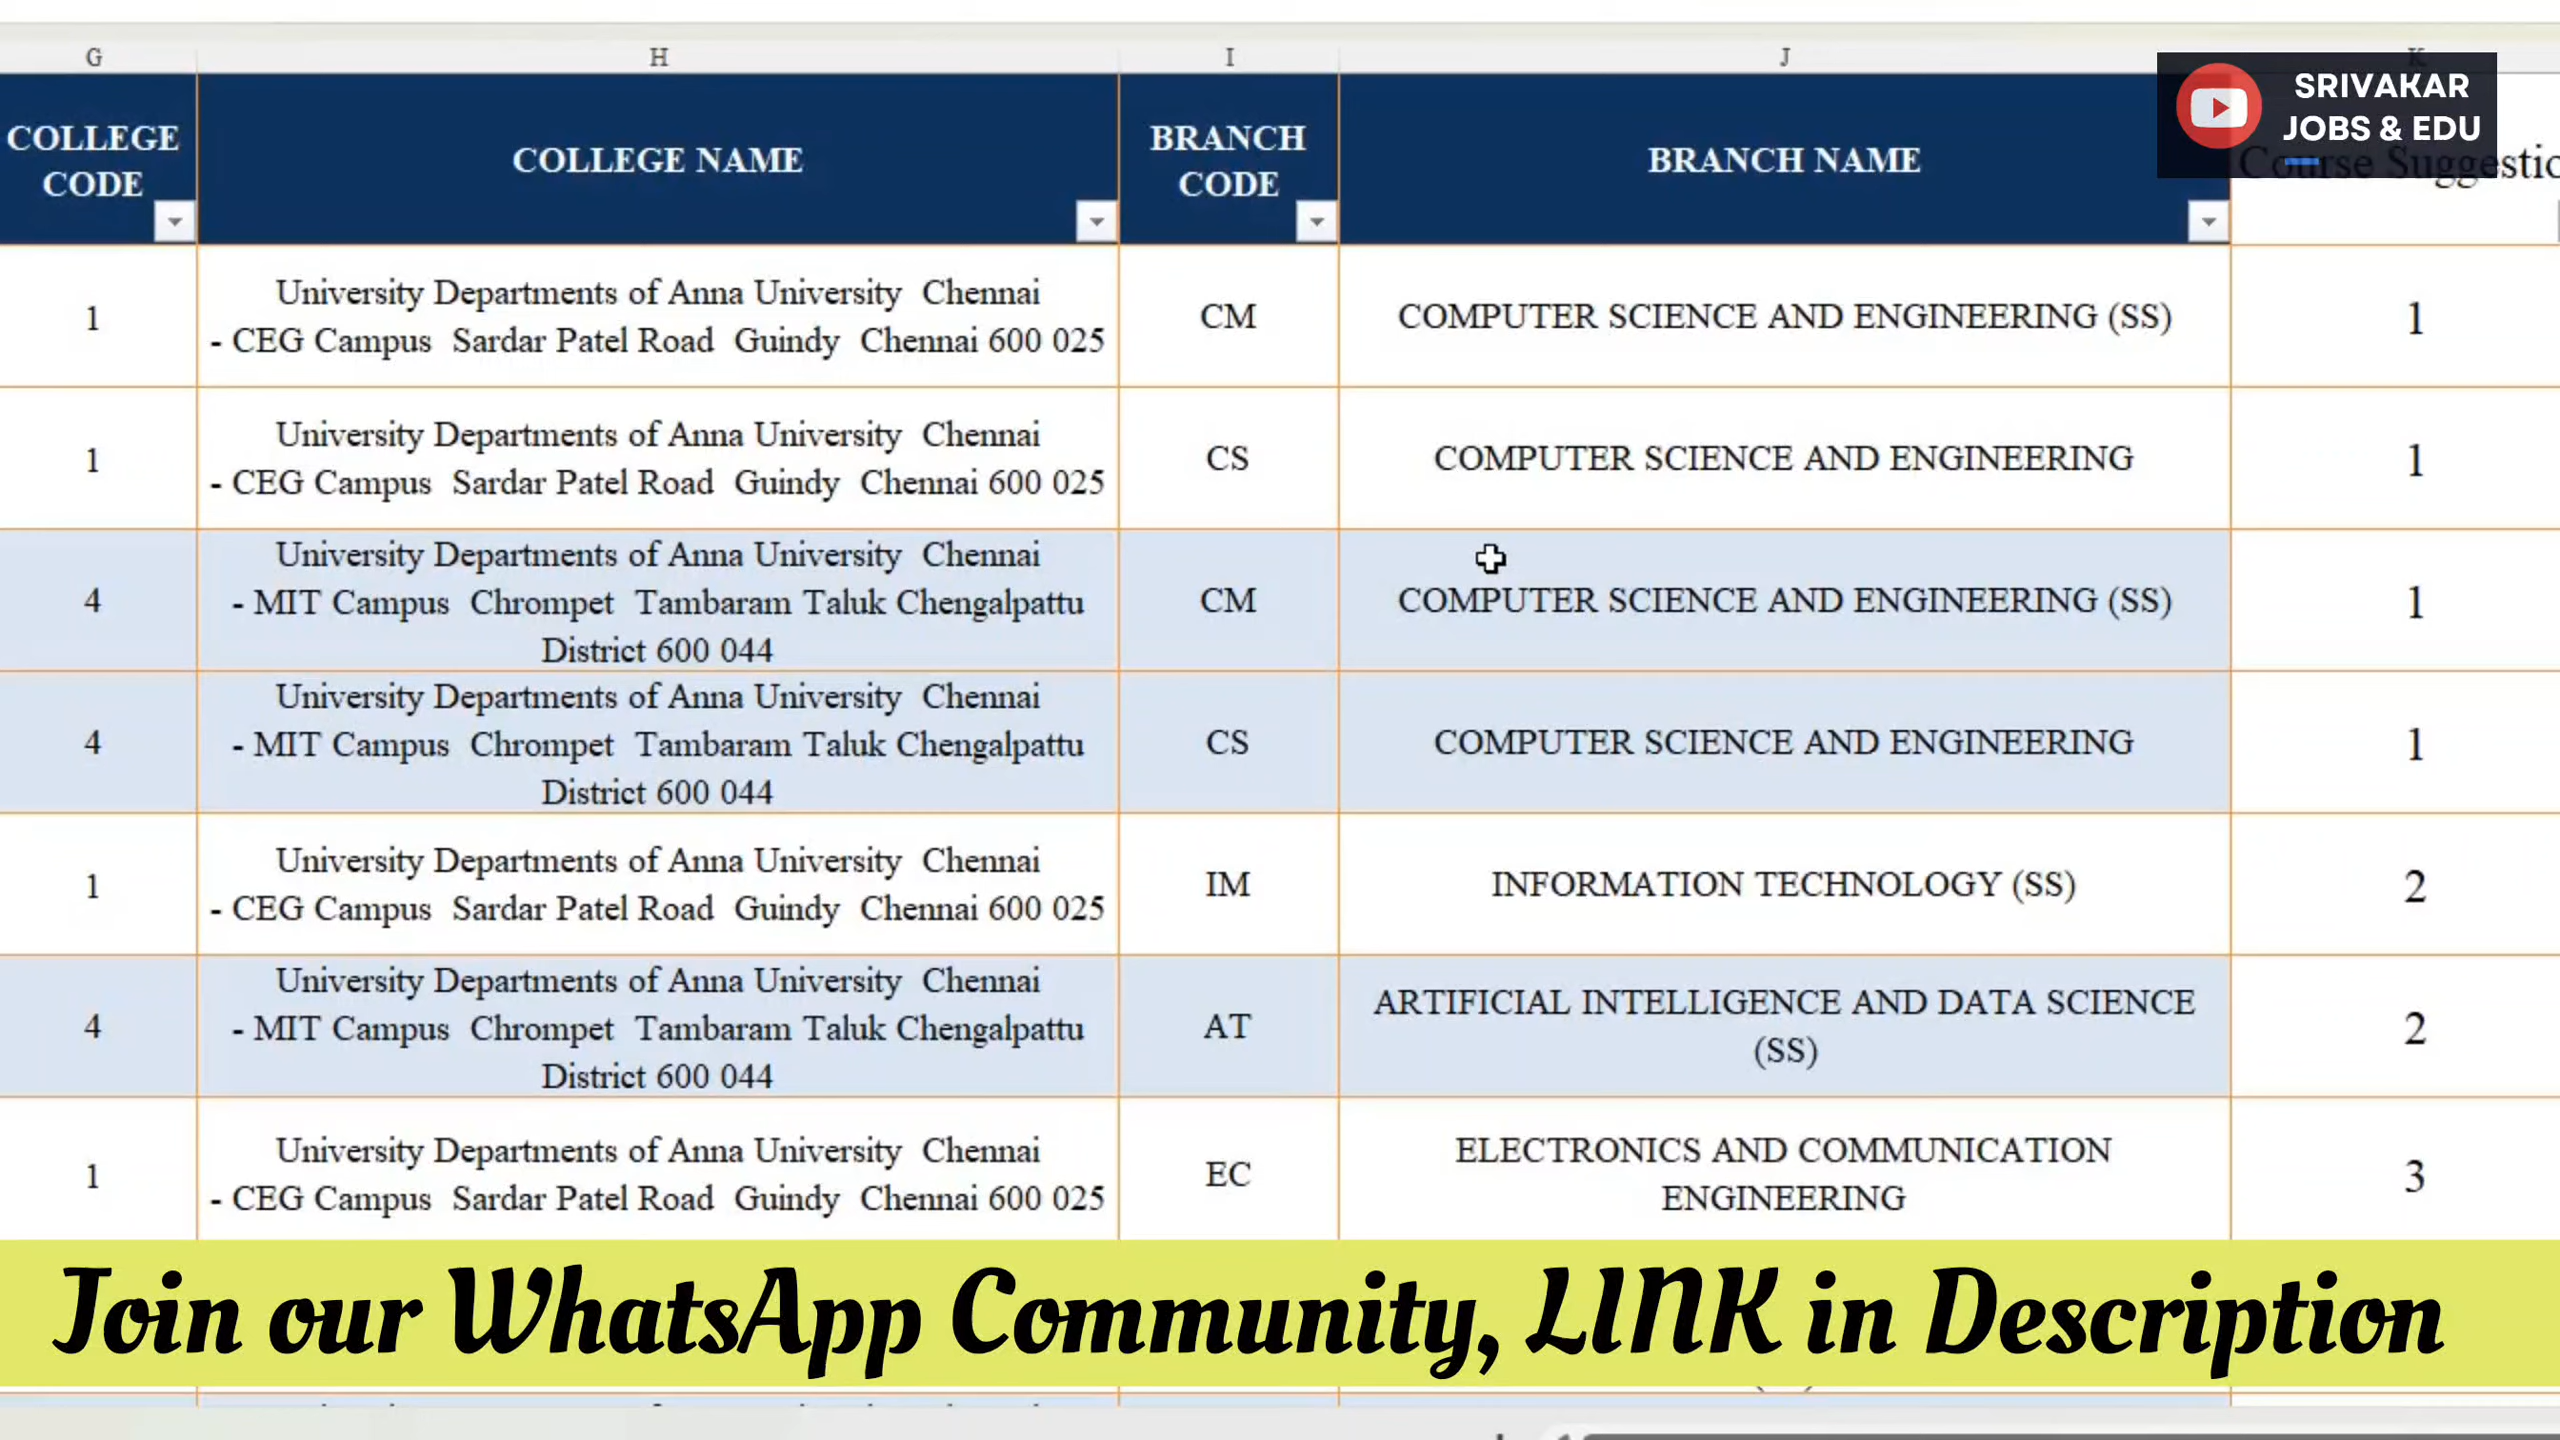 G H I J K
COLLEGE CODE COLLEGE NAME BRANCH CODE BRANCH NAME Course
SRIVAKAR
JOBS & EDU
1 University Departments of Anna University Chennai
- CEG Campus Sardar Patel Road Guindy Chennai 600 025 CM COMPUTER SCIENCE AND ENGINEERING (SS) 1
1 University Departments of Anna University Chennai
- CEG Campus Sardar Patel Road Guindy Chennai 600 025 CS COMPUTER SCIENCE AND ENGINEERING 1
4 University Departments of Anna University Chennai
- MIT Campus Chrompet Tambaram Taluk Chengalpattu
District 600 044 CM COMPUTER SCIENCE AND ENGINEERING (SS) 1
4 University Departments of Anna University Chennai
- MIT Campus Chrompet Tambaram Taluk Chengalpattu
District 600 044 CS COMPUTER SCIENCE AND ENGINEERING 1
1 University Departments of Anna University Chennai
- CEG Campus Sardar Patel Road Guindy Chennai 600 025 IM INFORMATION TECHNOLOGY (SS) 2
4 University Departments of Anna University Chennai
- MIT Campus Chrompet Tambaram Taluk Chengalpattu
District 600 044 AT ARTIFICIAL INTELLIGENCE AND DATA SCIENCE
(SS) 2
1 University Departments of Anna University Chennai
- CEG Campus Sardar Patel Road Guindy Chennai 600 025 EC ELECTRONICS AND COMMUNICATION
ENGINEERING 3
Join our WhatsApp Community, LINK in Description